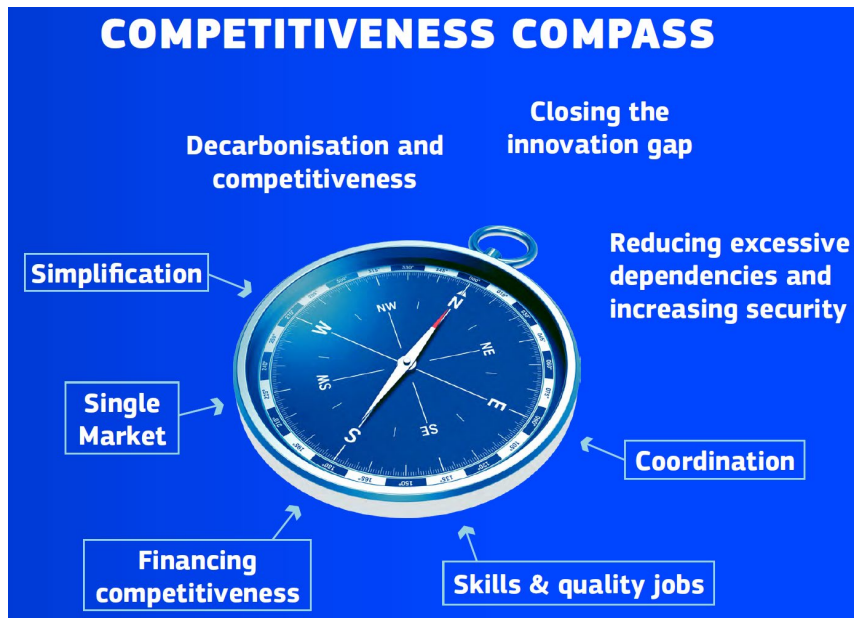 COMPETITIVENESS COMPASS
Closing the
innovation gap
Decarbonisation and
competitiveness
Reducing excessive
dependencies and
increasing security
Simplification
Single
Market
Coordination
Financing
competitiveness
Skills & quality jobs
N
NE
E
SE
S
WS
W
NW